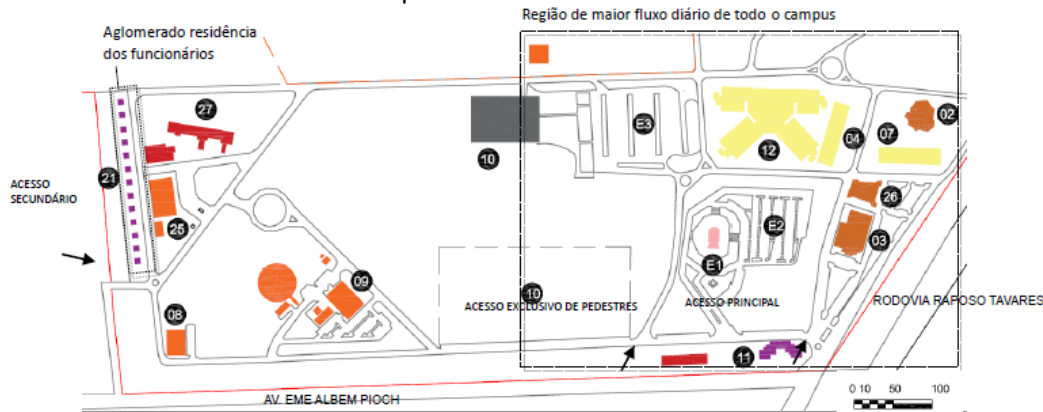 Região de maior fluxo diário de todo o campus
Aglomerado residência
dos funcionários
27
E3
10
12
04
07
02
21
ACESSO
SECUNDÁRIO
25
26
E2
03
E1
09
10
ACESSO EXCLUSIVO DE PEDESTRES
ACESSO PRINCIPAL
RODOVIA RAPOSO TAVARES
08
11
AV. EME ALBEM PIOCH
0 10 50 100